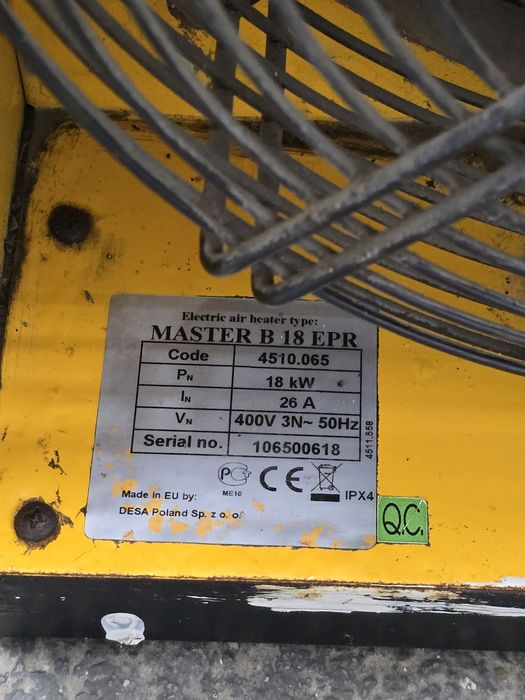 Electric air heater type:
MASTER B 18 EPR
Code 4510.065
PN 18 kW
IN 26 A
VN 400V 3N~ 50Hz
Serial no. 106500618
4511.558
ME10
CE
IPX4
Made in EU by:
DESA Poland Sp. z o. o.
Q.C.